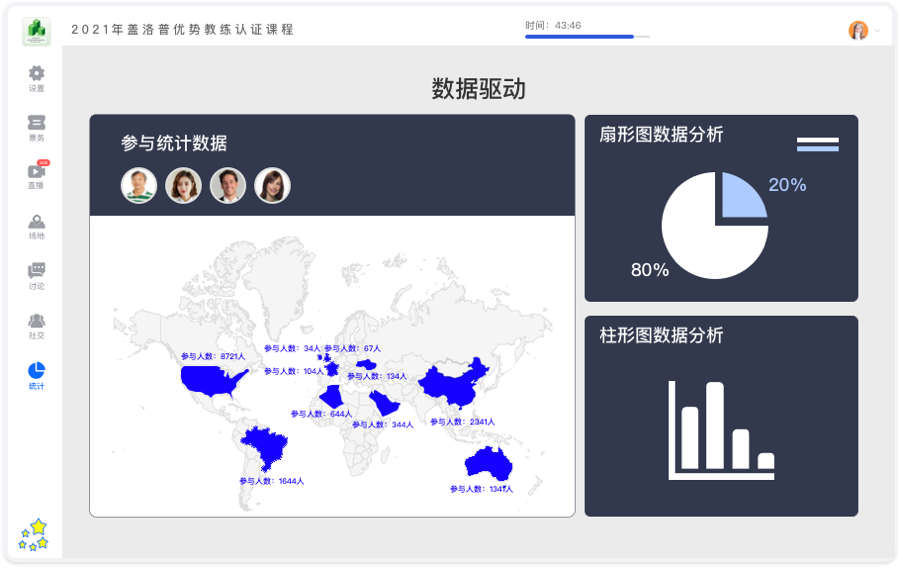 2021年盖洛普优势教练认证课程
时间：43:46
设置
票务
直播
场地
讨论
社交
统计
数据驱动
参与统计数据
参与人数：34人
参与人数：67人
参与人数：8721人
参与人数：104人
参与人数：134人
参与人数：644人
参与人数：344人
参与人数：2341人
参与人数：1644人
参与人数：1341人
扇形图数据分析
20%
80%
柱形图数据分析